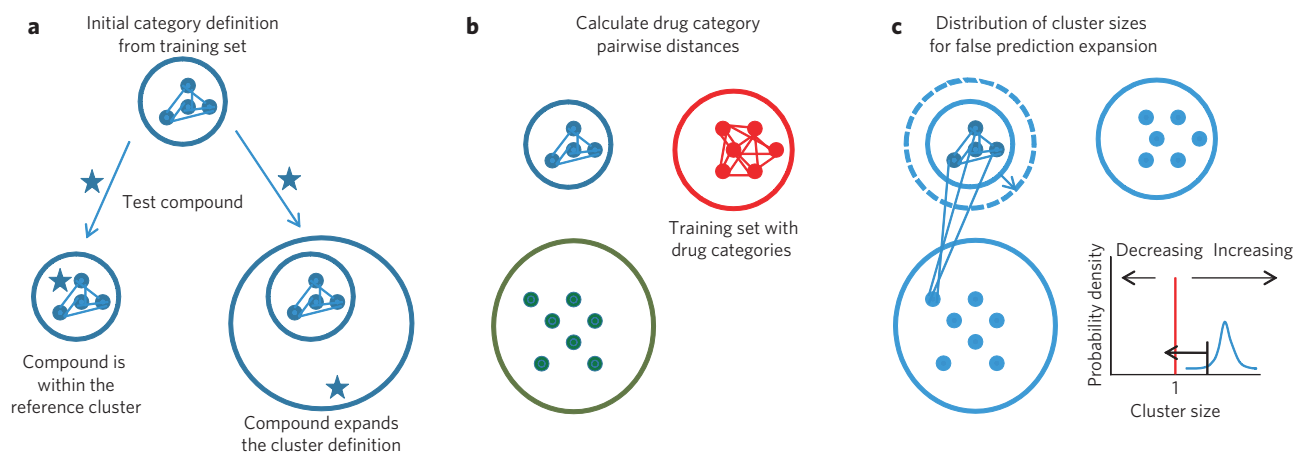 a
Initial category definition
from training set
Test compound
Compound is
within the
reference cluster
Compound expands
the cluster definition
b
Calculate drug category
pairwise distances
Training set with
drug categories
c
Distribution of cluster sizes
for false prediction expansion
Decreasing
Increasing
Probability density
1
Cluster size